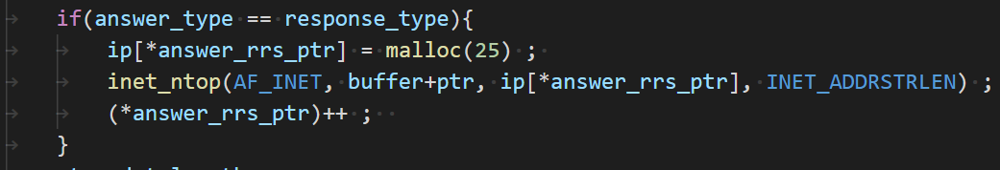 if(answer_type == response_type){
ip[*answer_rrs_ptr] = malloc(25) ;
inet_ntop(AF_INET, buffer+ptr, ip[*answer_rrs_ptr], INET_ADDRSTRLEN) ;
(*answer_rrs_ptr)++ ;
}